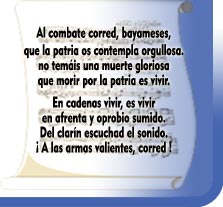 Al combate corred, bayameses,
que la patria os contempla orgullosa.
no temáis una muerte gloriosa
que morir por la patria es vivir.
En cadenas vivir, es vivir
en afrenta y oprobio sumido.
Del clarín escuchad el sonido.
¡ A las armas valientes, corred !